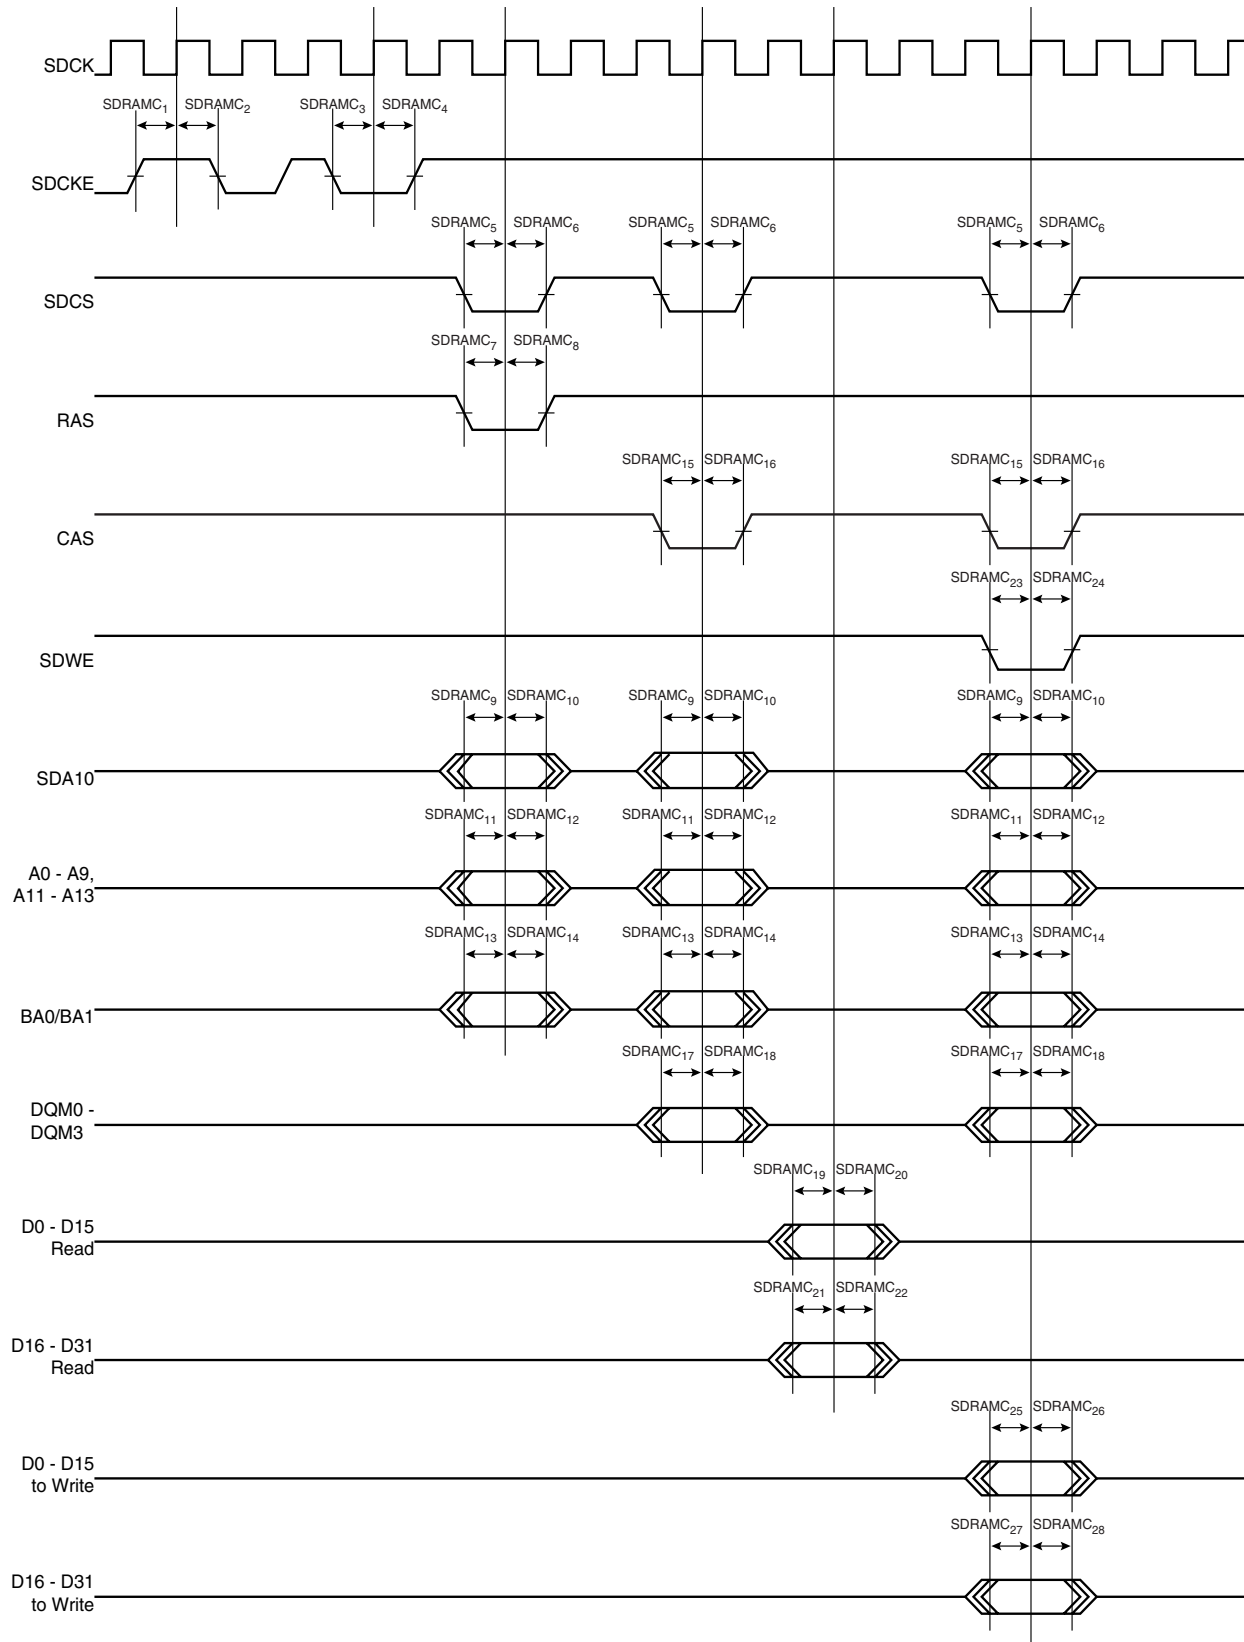 SDCK
SDRAMC1 SDRAMC2 SDRAMC3 SDRAMC4
SDCKE
SDRAMC5 SDRAMC6 SDRAMC5 SDRAMC6 SDRAMC5 SDRAMC6
SDCS
SDRAMC7 SDRAMC8
RAS
SDRAMC15 SDRAMC16 SDRAMC15 SDRAMC16
CAS
SDRAMC23 SDRAMC24
SDWE
SDRAMC9 SDRAMC10 SDRAMC9 SDRAMC10 SDRAMC9 SDRAMC10
SDA10
SDRAMC11 SDRAMC12 SDRAMC11 SDRAMC12 SDRAMC11 SDRAMC12
A0 - A9,
A11 - A13
SDRAMC13 SDRAMC14 SDRAMC13 SDRAMC14 SDRAMC13 SDRAMC14
BA0/BA1
SDRAMC17 SDRAMC18 SDRAMC17 SDRAMC18
DQM0 -
DQM3
SDRAMC19 SDRAMC20
D0 - D15
Read
SDRAMC21 SDRAMC22
D16 - D31
Read
SDRAMC25 SDRAMC26
D0 - D15
to Write
SDRAMC27 SDRAMC28
D16 - D31
to Write